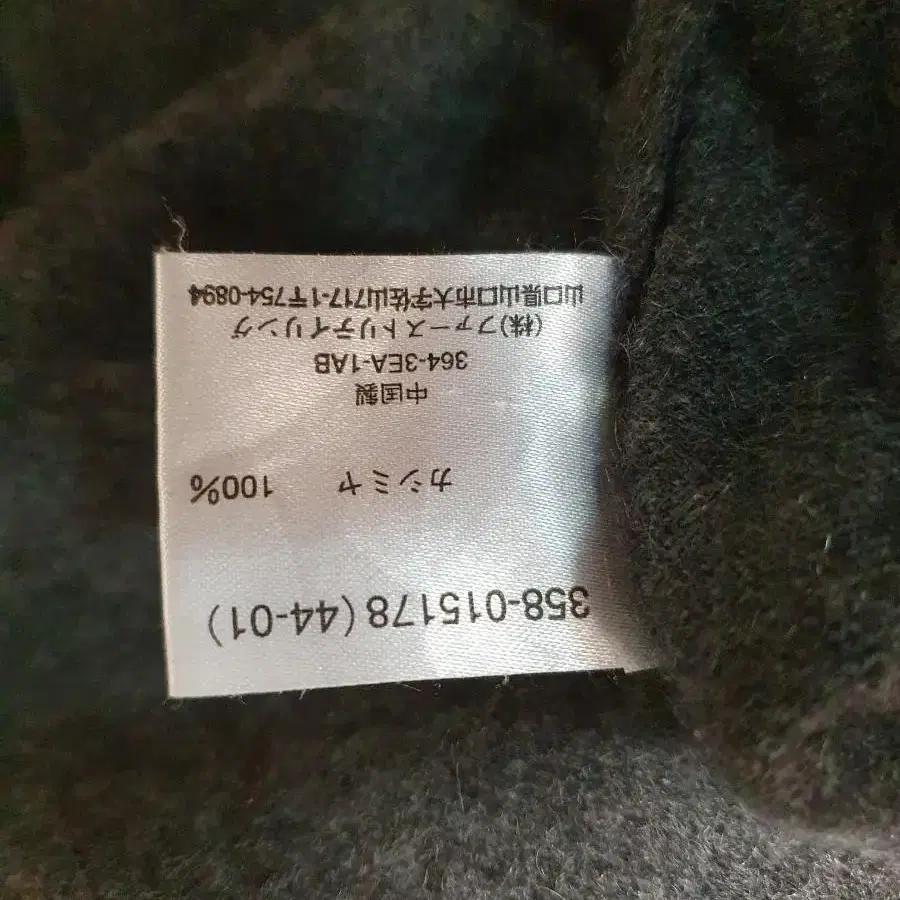 358-015178(44-01)
カシミヤ 100%
中国製
364-3EA-1AB
(株)ファーストリテイリング
山口県山口市大字佐山717-1〒754-0894